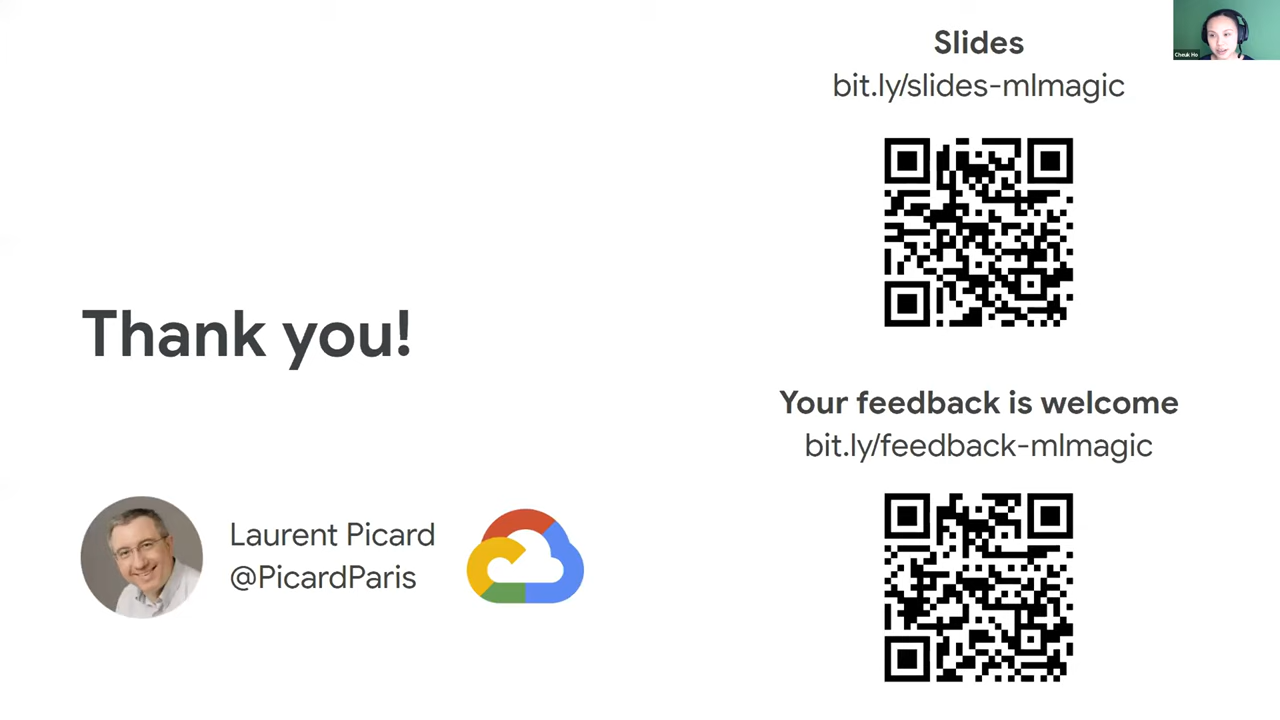 Thank you!
Laurent Picard
@PicardParis
Slides
bit.ly/slides-mlmagic
Your feedback is welcome
bit.ly/feedback-mlmagic
Cheuk Ho